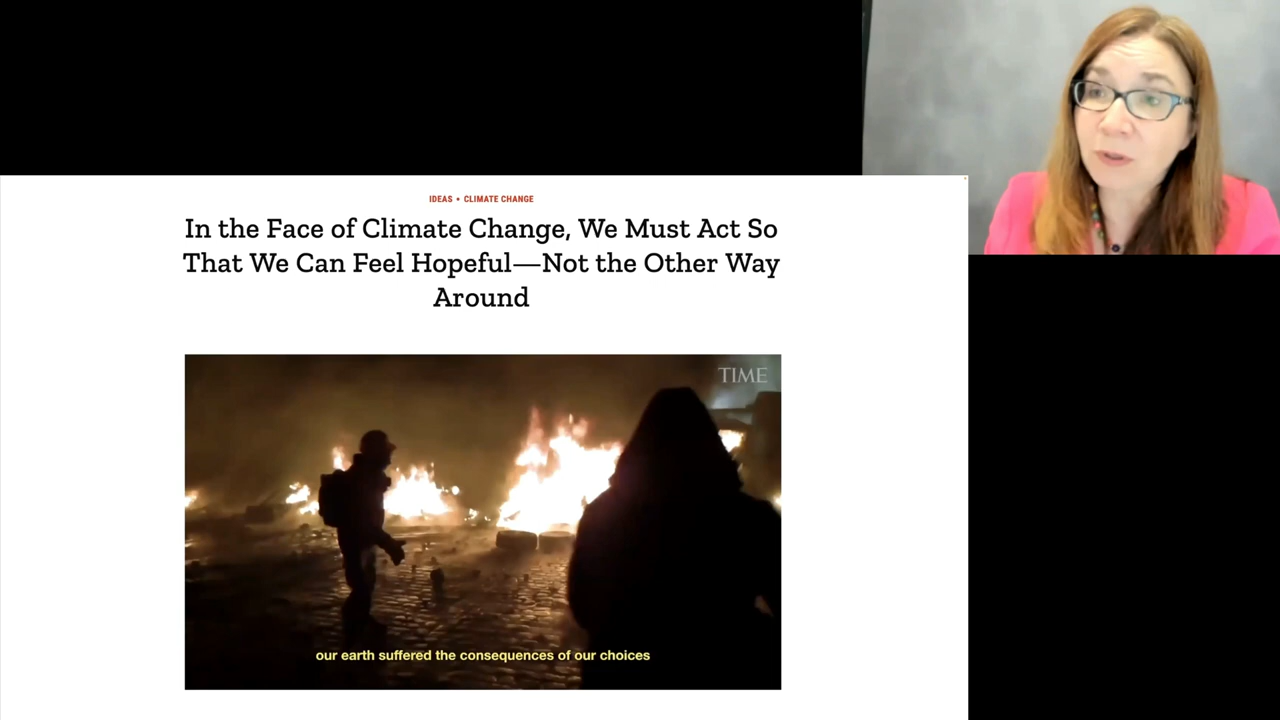 IDEAS • CLIMATE CHANGE
In the Face of Climate Change, We Must Act So
That We Can Feel Hopeful—Not the Other Way
Around
TIME
our earth suffered the consequences of our choices